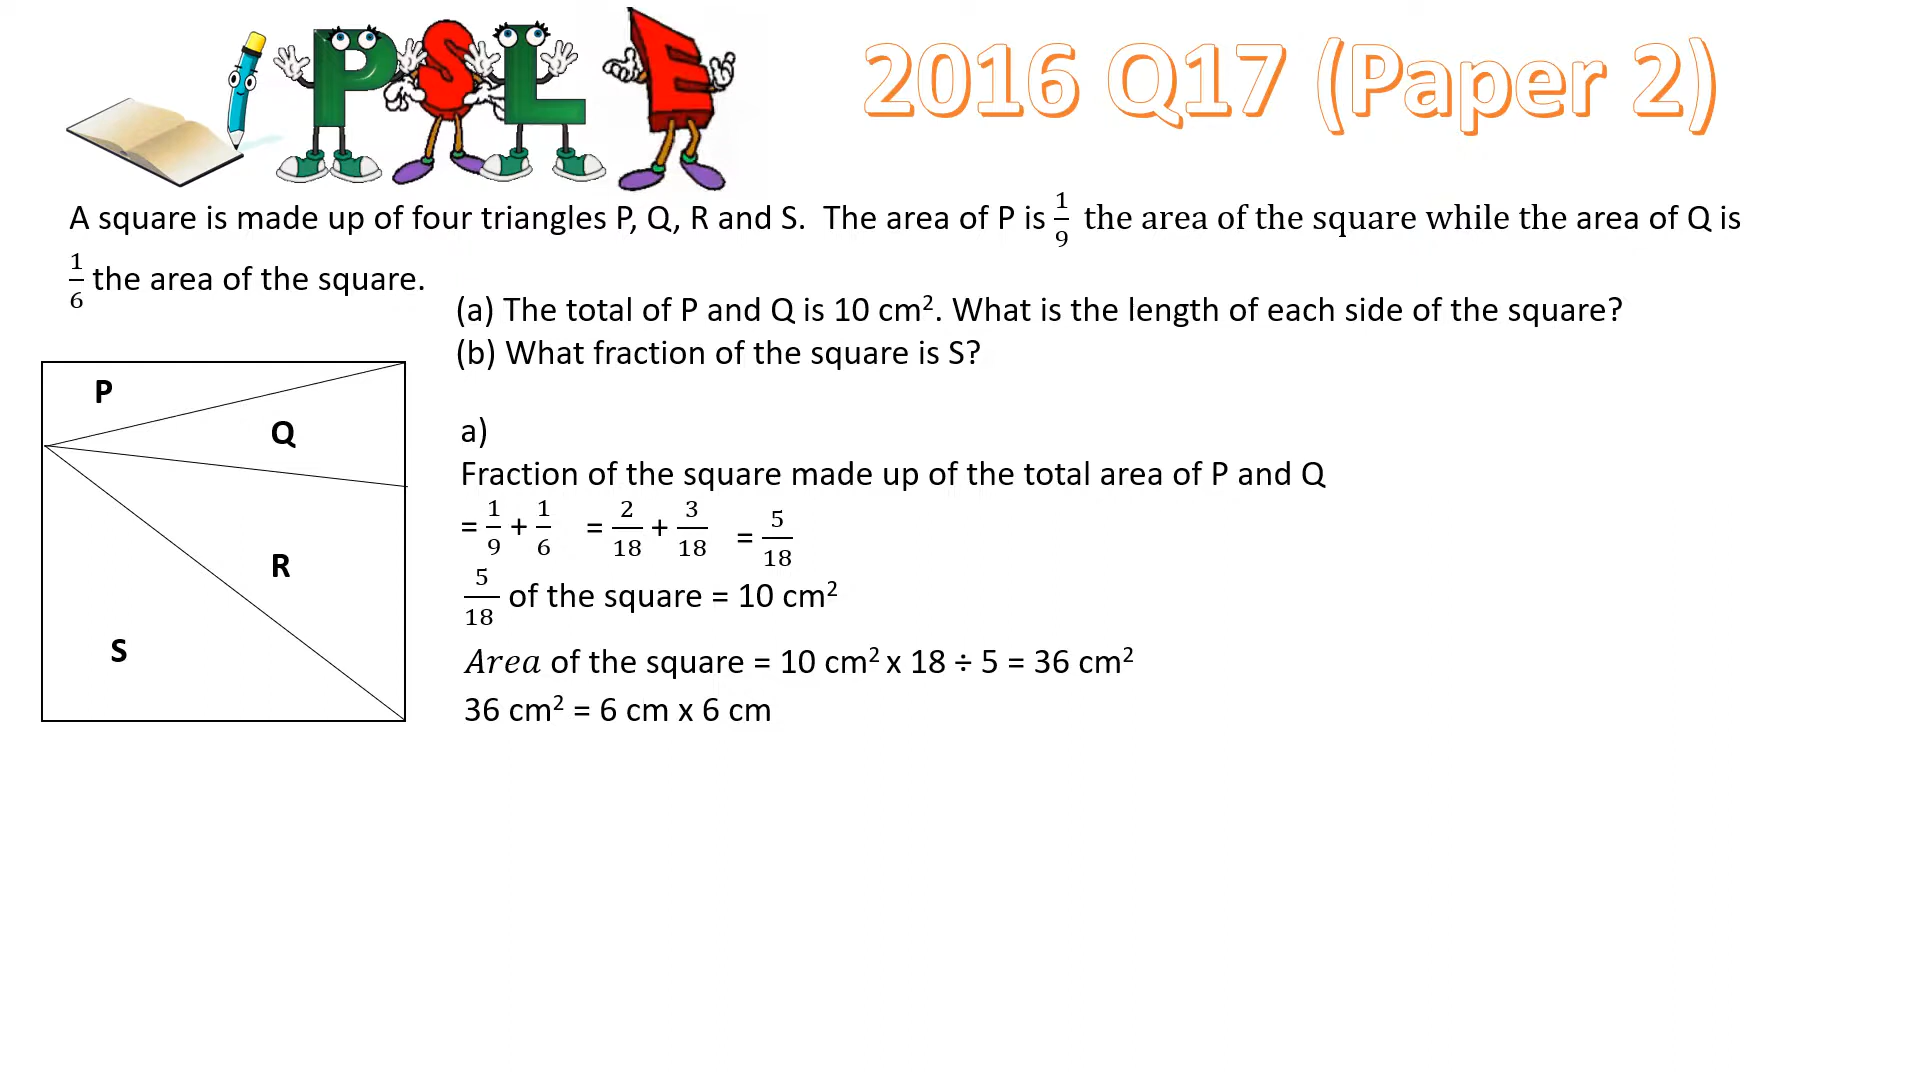 PSLE
2016 Q17 (Paper 2)
A square is made up of four triangles P, Q, R and S. The area of P is 1/9 the area of the square while the area of Q is
1/6 the area of the square.
(a) The total of P and Q is 10 cm². What is the length of each side of the square?
(b) What fraction of the square is S?
P
Q
R
S
a)
Fraction of the square made up of the total area of P and Q
= 1/9 + 1/6 = 2/18 + 3/18 = 5/18
5/18 of the square = 10 cm²
Area of the square = 10 cm² x 18 ÷ 5 = 36 cm²
36 cm² = 6 cm x 6 cm